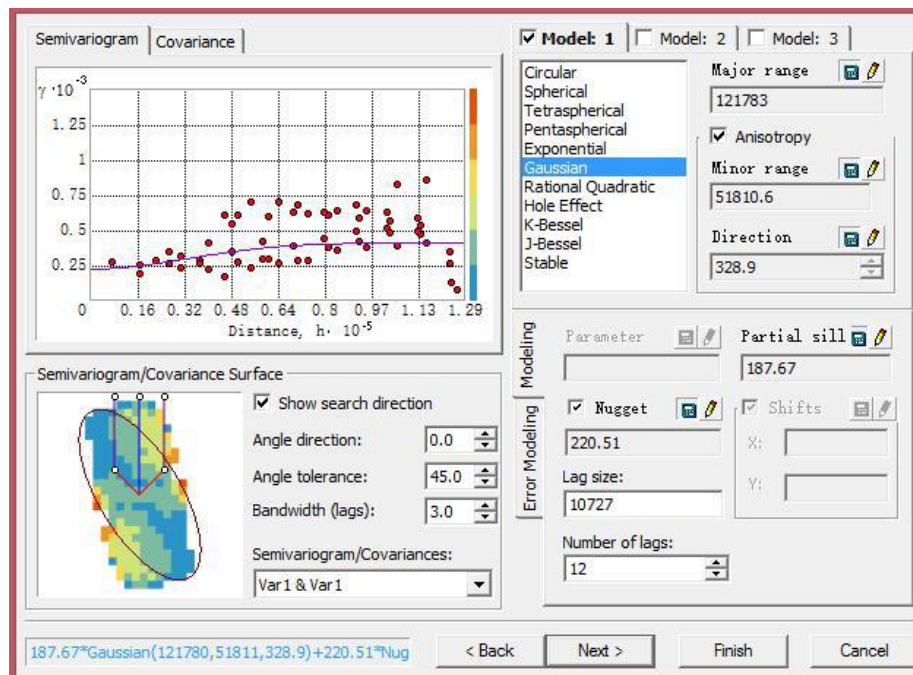 Semivariogram Covariance
γ·10⁻³
1.25
1
0.75
0.5
0.25
0 0.16 0.32 0.48 0.64 0.8 0.97 1.13 1.29
Distance, h·10⁻⁵
Semivariogram/Covariance Surface
Show search direction
Angle direction: 0.0
Angle tolerance: 45.0
Bandwidth (lags): 3.0
Semivariogram/Covariances:
Var1 & Var1
Model: 1 Model: 2 Model: 3
Circular
Spherical
Tetraspherical
Pentaspherical
Exponential
Gaussian
Rational Quadratic
Hole Effect
K-Bessel
J-Bessel
Stable
Major range
121783
Anisotropy
Minor range
51810.6
Direction
328.9
Modeling
Error Modeling
Parameter
Partial sill
187.67
Nugget
220.51
Shifts
X:
Y:
Lag size:
10727
Number of lags:
12
187.67*Gaussian(121780,51811,328.9)+220.51*Nug
< Back Next > Finish Cancel